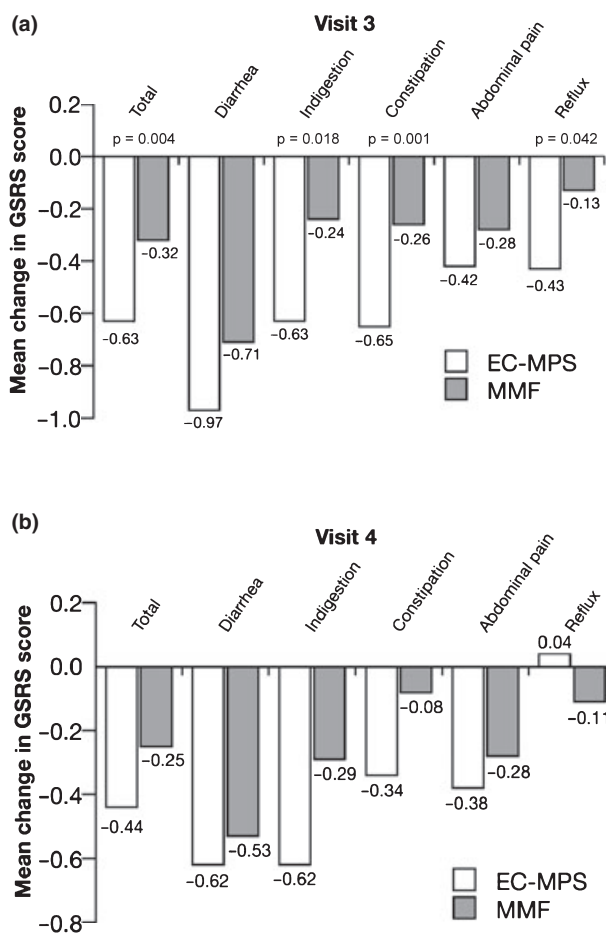 (a)
Visit 3
Total Diarrhea Indigestion Constipation Abdominal pain Reflux
Mean change in GSRS score
0.2
p = 0.004 p = 0.018 p = 0.001 p = 0.042
0.0
−0.2
−0.4
−0.6
−0.8
−1.0
−0.63 −0.32 −0.97 −0.71 −0.63 −0.24 −0.65 −0.26 −0.42 −0.28 −0.43 −0.13
EC-MPS
MMF
(b)
Visit 4
Total Diarrhea Indigestion Constipation Abdominal pain Reflux
Mean change in GSRS score
0.2
0.0
−0.2
−0.4
−0.6
−0.8
−0.44 −0.25 −0.62 −0.53 −0.62 −0.29 −0.34 −0.08 −0.38 −0.28 0.04 −0.11
EC-MPS
MMF